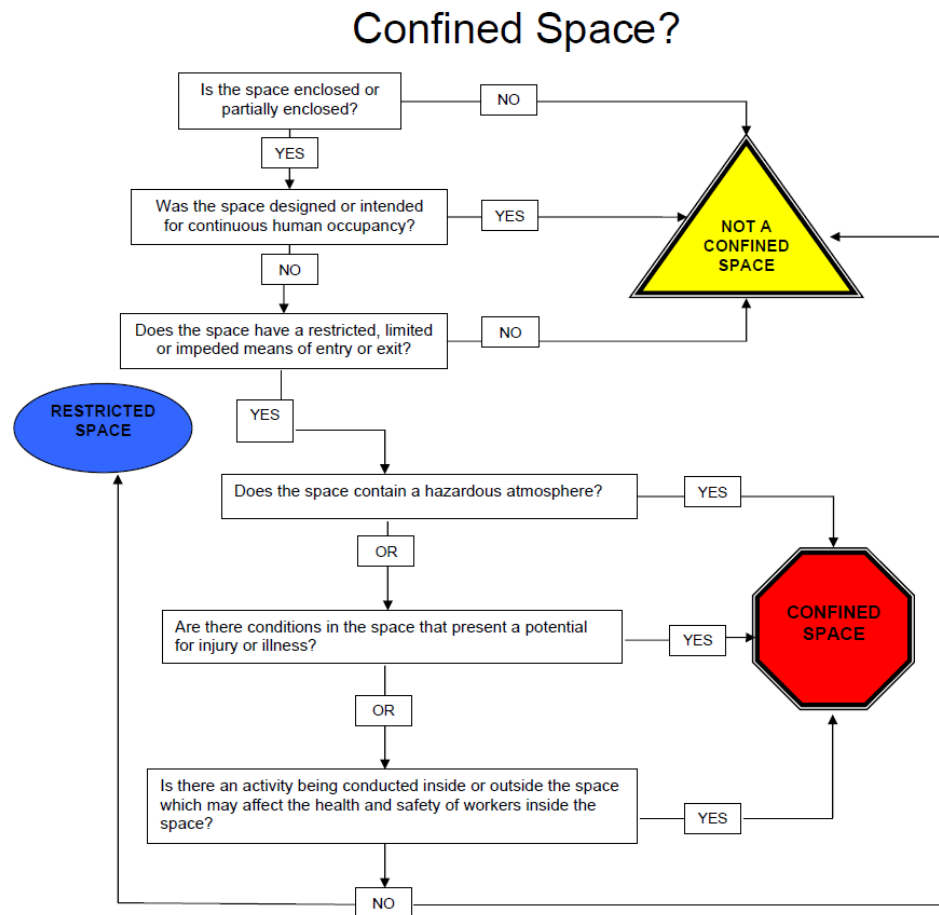 Confined Space?
Is the space enclosed or
partially enclosed?
NO
YES
Was the space designed or intended
for continuous human occupancy?
YES
NOT A
CONFINED
SPACE
NO
Does the space have a restricted, limited
or impeded means of entry or exit?
NO
YES
RESTRICTED
SPACE
Does the space contain a hazardous atmosphere?
YES
OR
CONFINED
SPACE
Are there conditions in the space that present a potential
for injury or illness?
YES
OR
Is there an activity being conducted inside or outside the space
which may affect the health and safety of workers inside the
space?
YES
NO